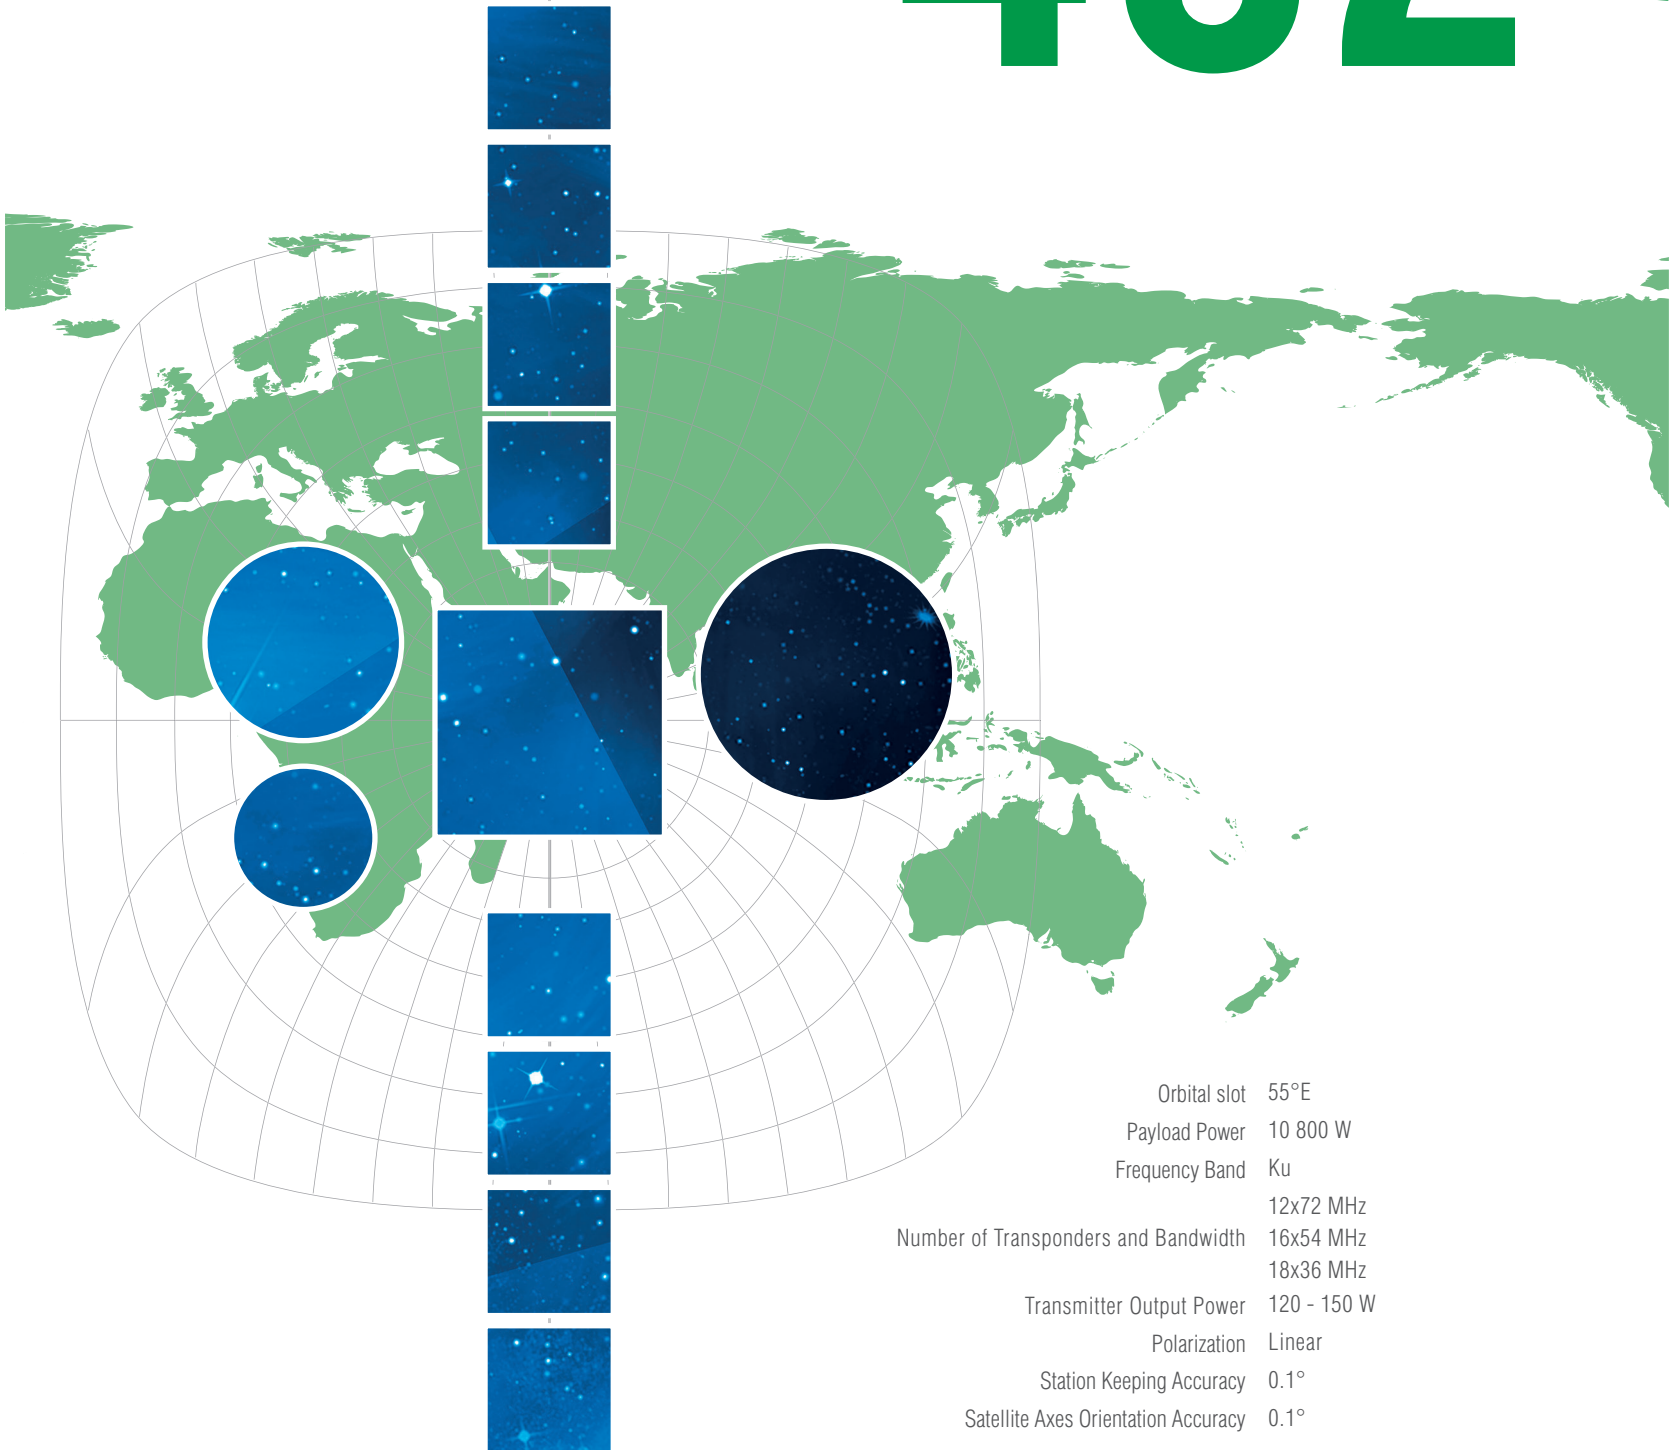 402
Orbital slot 55°E
Payload Power 10 800 W
Frequency Band Ku
12x72 MHz
Number of Transponders and Bandwidth 16x54 MHz
18x36 MHz
Transmitter Output Power 120 - 150 W
Polarization Linear
Station Keeping Accuracy 0.1°
Satellite Axes Orientation Accuracy 0.1°